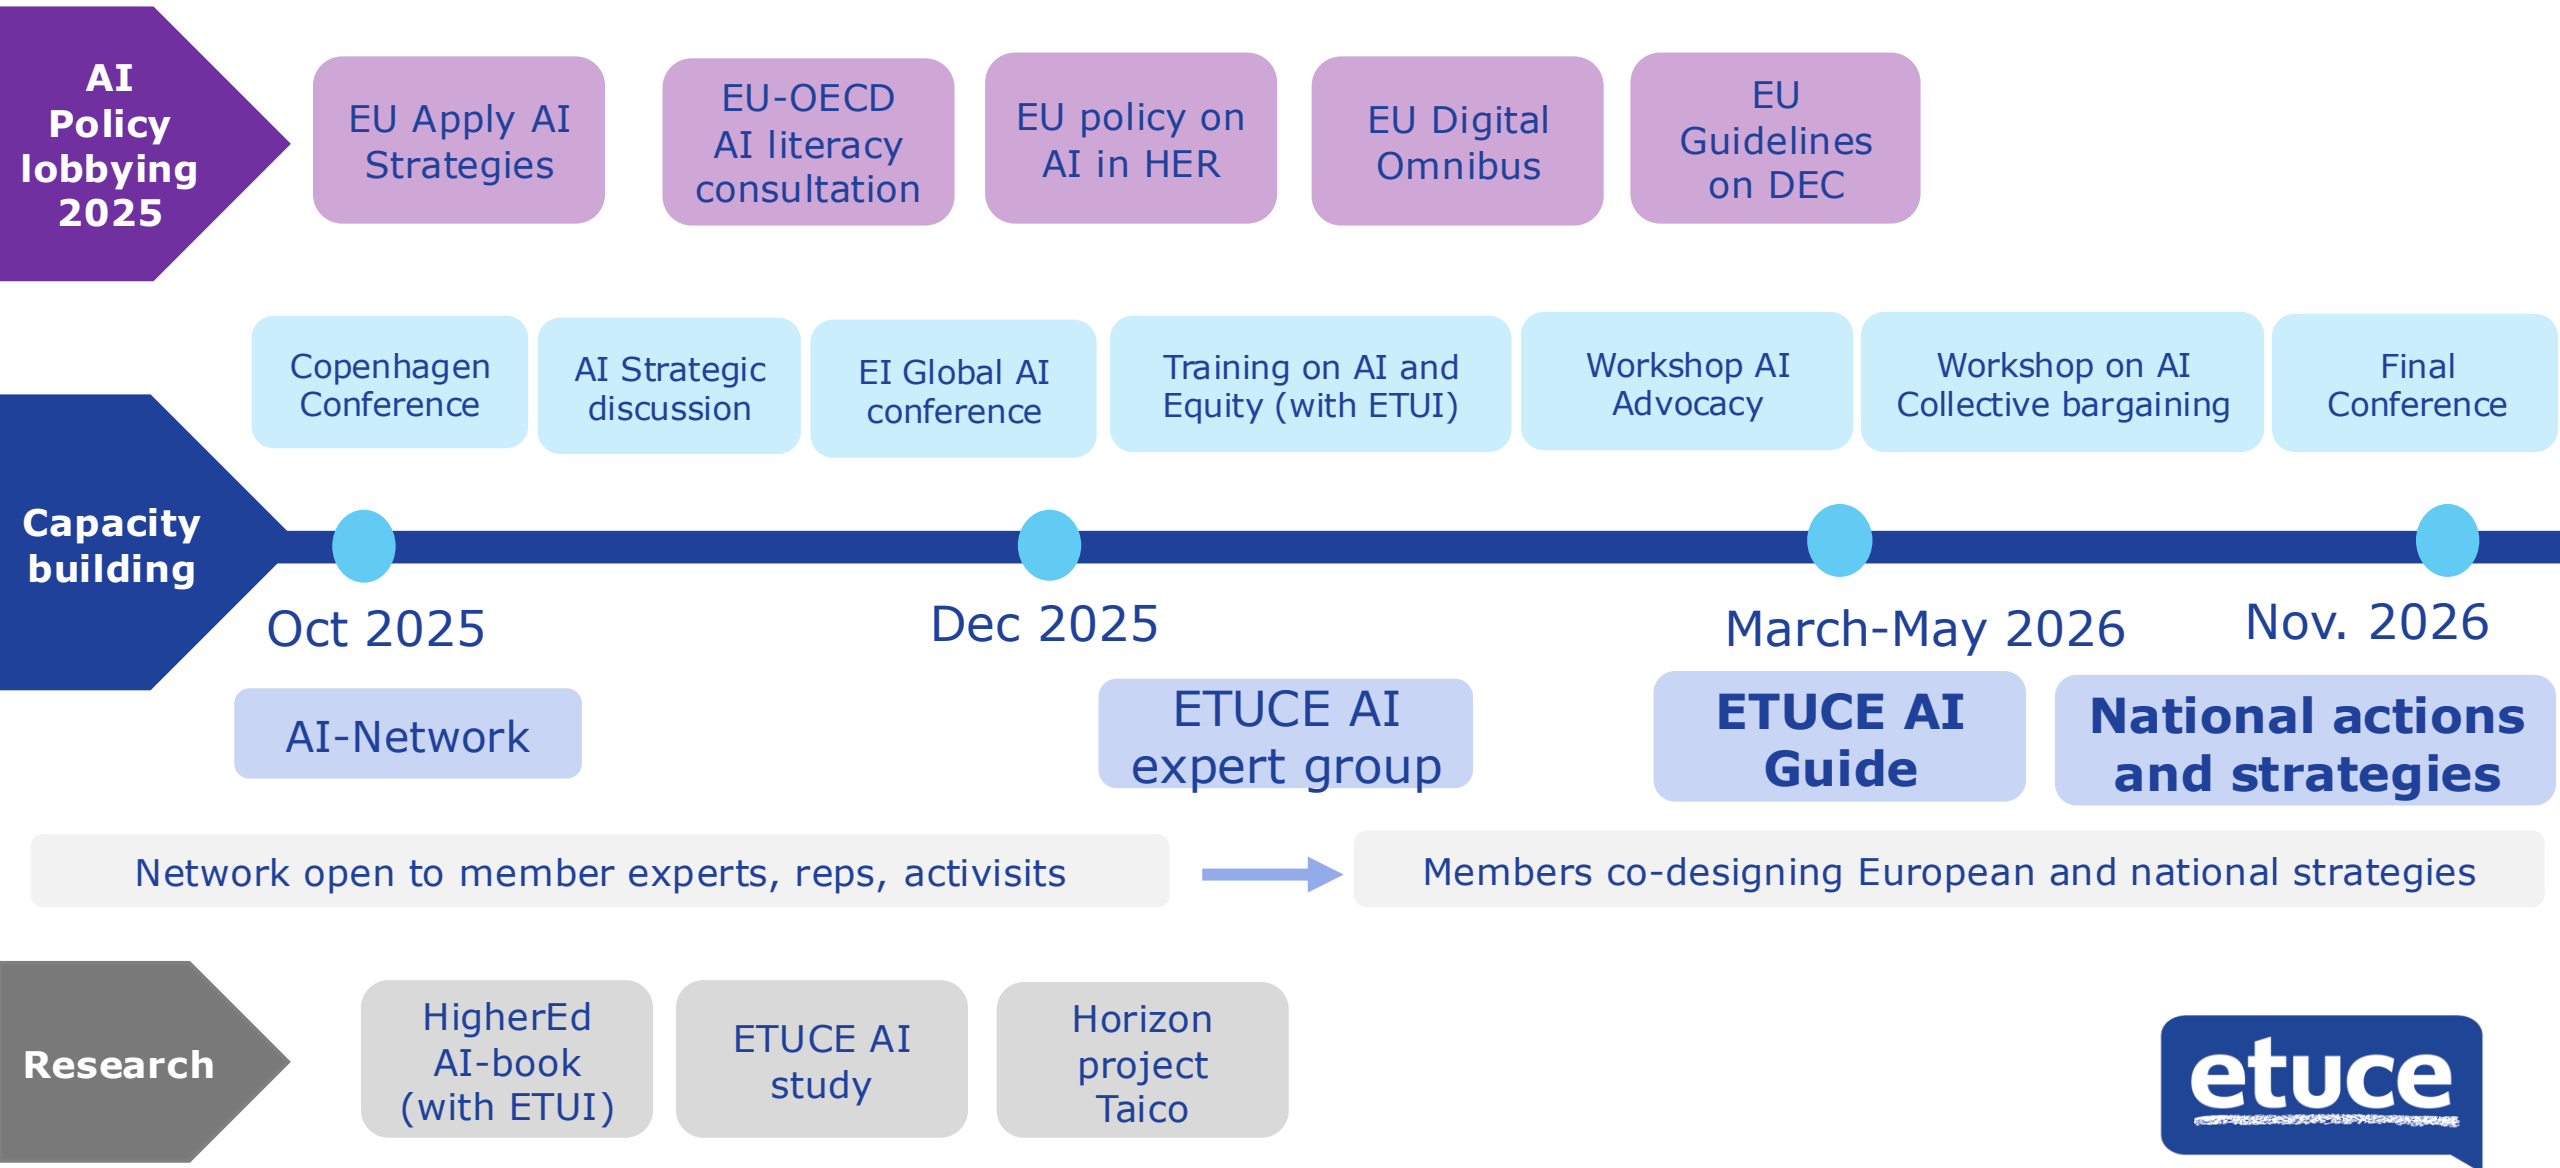 AI
Policy
lobbying
2025
EU Apply AI
Strategies
EU-OECD
AI literacy
consultation
EU policy on
AI in HER
EU Digital
Omnibus
EU
Guidelines
on DEC
Capacity
building
Copenhagen
Conference
AI Strategic
discussion
EI Global AI
conference
Training on AI and
Equity (with ETUI)
Workshop AI
Advocacy
Workshop on AI
Collective bargaining
Final
Conference
Oct 2025
Dec 2025
March-May 2026
Nov. 2026
AI-Network
ETUCE AI
expert group
ETUCE AI
Guide
National actions
and strategies
Network open to member experts, reps, activisits
Members co-designing European and national strategies
Research
HigherEd
AI-book
(with ETUI)
ETUCE AI
study
Horizon
project
Taico
etuce